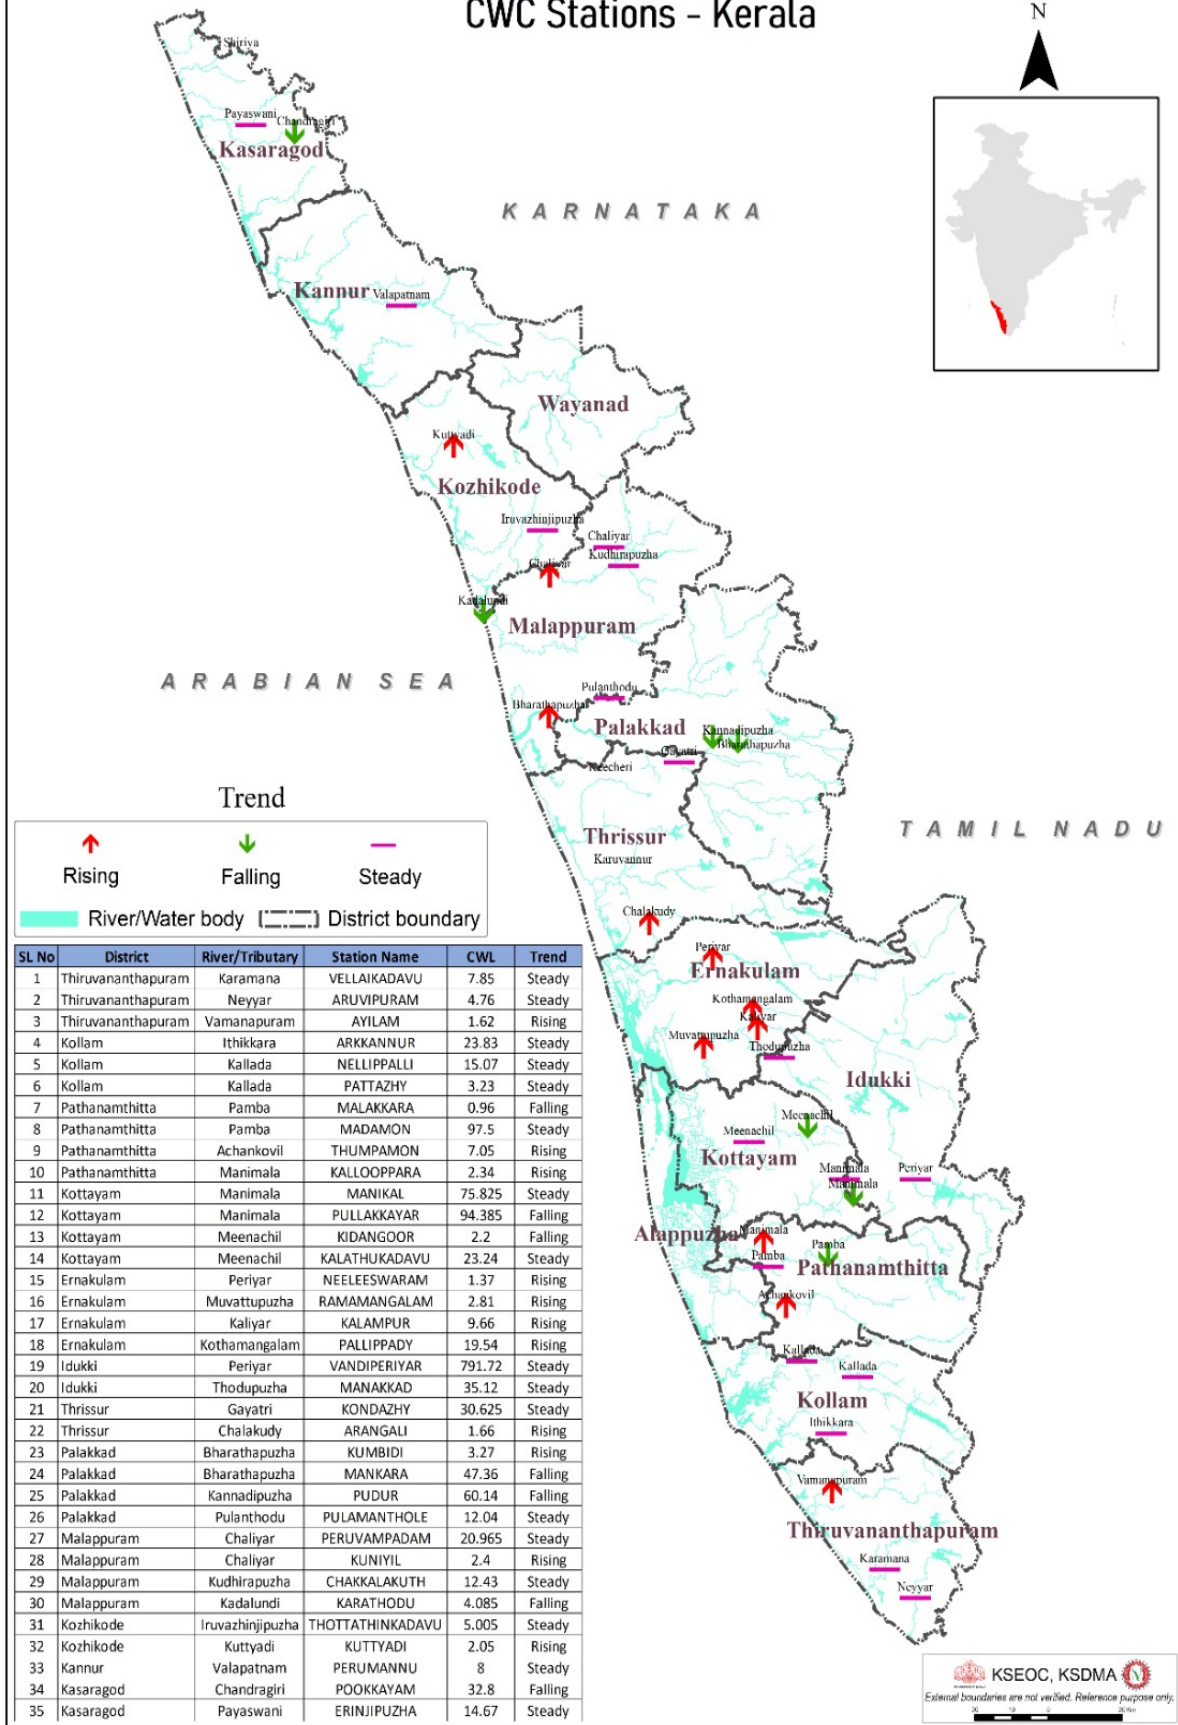 CWC Stations - Kerala
N
Shiriya
Payaswani
Chandragiri
Kasaragod
KARNATAKA
Kannur
Valapatnam
Wayanad
Kuttyadi
Kozhikode
Iruvazhinjipuzha
Chaliyar
Kudhirapuzha
Chaliyar
Kadalundi
Malappuram
ARABIAN SEA
Pulanthodu
Bharathapuzha
Palakkad
Kannadipuzha
Bharathapuzha
Gayatri
Keecheri
Thrissur
Karuvannur
TAMIL NADU
Chalakudy
Periyar
Ernakulam
Kothamangalam
Kaliyar
Muvattupuzha
Thodupuzha
Idukki
Meenachil
Meenachil
Kottayam
Manimala
Periyar
Manimala
Alappuzha
Manimala
Pamba
Pamba
Pathanamthitta
Achankovil
Kallada
Kallada
Kollam
Ithikkara
Vamanapuram
Thiruvananthapuram
Karamana
Neyyar
Trend
Rising Falling Steady
River/Water body District boundary
SL No District River/Tributary Station Name CWL Trend
1 Thiruvananthapuram Karamana VELLAIKADAVU 7.85 Steady
2 Thiruvananthapuram Neyyar ARUVIPURAM 4.76 Steady
3 Thiruvananthapuram Vamanapuram AYILAM 1.62 Rising
4 Kollam Ithikkara ARKKANNUR 23.83 Steady
5 Kollam Kallada NELLIPPALLI 15.07 Steady
6 Kollam Kallada PATTAZHY 3.23 Steady
7 Pathanamthitta Pamba MALAKKARA 0.96 Falling
8 Pathanamthitta Pamba MADAMON 97.5 Steady
9 Pathanamthitta Achankovil THUMPAMON 7.05 Rising
10 Pathanamthitta Manimala KALLOOPPARA 2.34 Rising
11 Kottayam Manimala MANIKAL 75.825 Steady
12 Kottayam Manimala PULLAKKAYAR 94.385 Falling
13 Kottayam Meenachil KIDANGOOR 2.2 Falling
14 Kottayam Meenachil KALATHUKADAVU 23.24 Steady
15 Ernakulam Periyar NEELEESWARAM 1.37 Rising
16 Ernakulam Muvattupuzha RAMAMANGALAM 2.81 Rising
17 Ernakulam Kaliyar KALAMPUR 9.66 Rising
18 Ernakulam Kothamangalam PALLIPPADY 19.54 Rising
19 Idukki Periyar VANDIPERIYAR 791.72 Steady
20 Idukki Thodupuzha MANAKKAD 35.12 Steady
21 Thrissur Gayatri KONDAZHY 30.625 Steady
22 Thrissur Chalakudy ARANGALI 1.66 Rising
23 Palakkad Bharathapuzha KUMBIDI 3.27 Rising
24 Palakkad Bharathapuzha MANKARA 47.36 Falling
25 Palakkad Kannadipuzha PUDUR 60.14 Falling
26 Palakkad Pulanthodu PULAMANTHOLE 12.04 Steady
27 Malappuram Chaliyar PERUVAMPADAM 20.965 Steady
28 Malappuram Chaliyar KUNIYIL 2.4 Rising
29 Malappuram Kudhirapuzha CHAKKALAKUTH 12.43 Steady
30 Malappuram Kadalundi KARATHODU 4.085 Falling
31 Kozhikode Iruvazhinjipuzha THOTTATHINKADAVU 5.005 Steady
32 Kozhikode Kuttyadi KUTTYADI 2.05 Rising
33 Kannur Valapatnam PERUMANNU 8 Steady
34 Kasaragod Chandragiri POOKKAYAM 32.8 Falling
35 Kasaragod Payaswani ERINJIPUZHA 14.67 Steady
KSEOC, KSDMA
External boundaries are not verified. Reference purpose only.